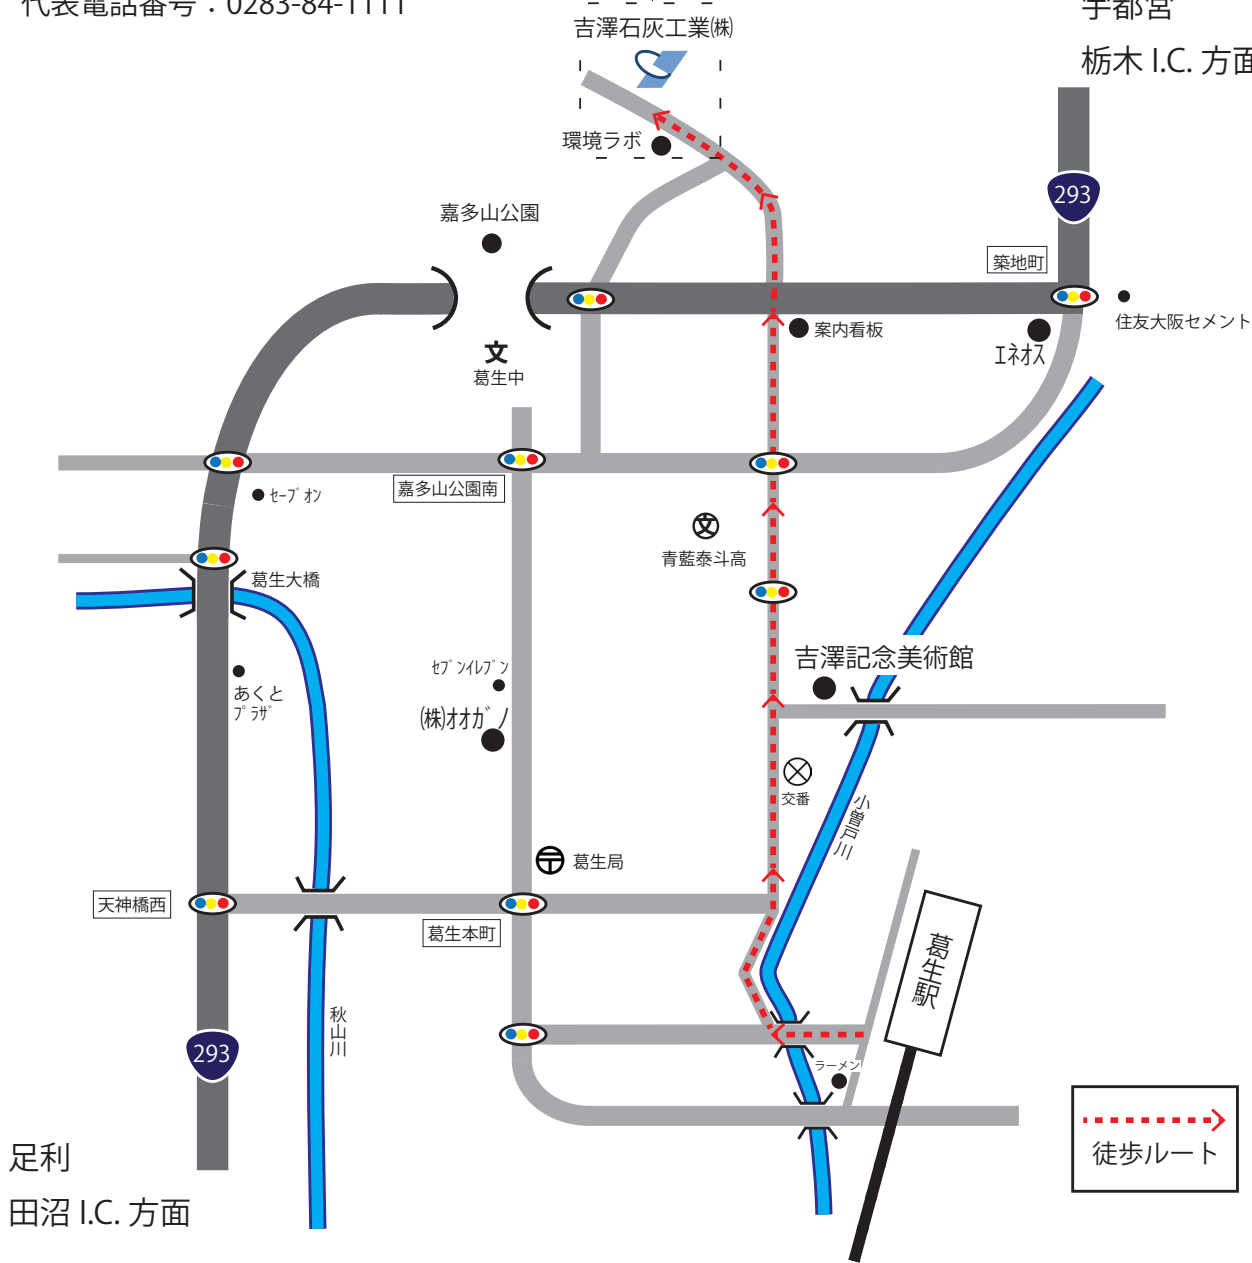 代表電話番号：0283-84-1111
宇都宮
栃木 I.C. 方面
吉澤石灰工業㈱
環境ラボ
嘉多山公園
293
築地町
住友大阪セメント
案内看板
エネオス
文
葛生中
セーブオン
嘉多山公園南
文
青藍泰斗高
葛生大橋
吉澤記念美術館
セブンイレブン
あくと
プラザ
(株)オオガノ
交番
小曽戸川
葛生局
天神橋西
葛生本町
葛生駅
秋山川
293
ラーメン
徒歩ルート
足利
田沼 I.C. 方面